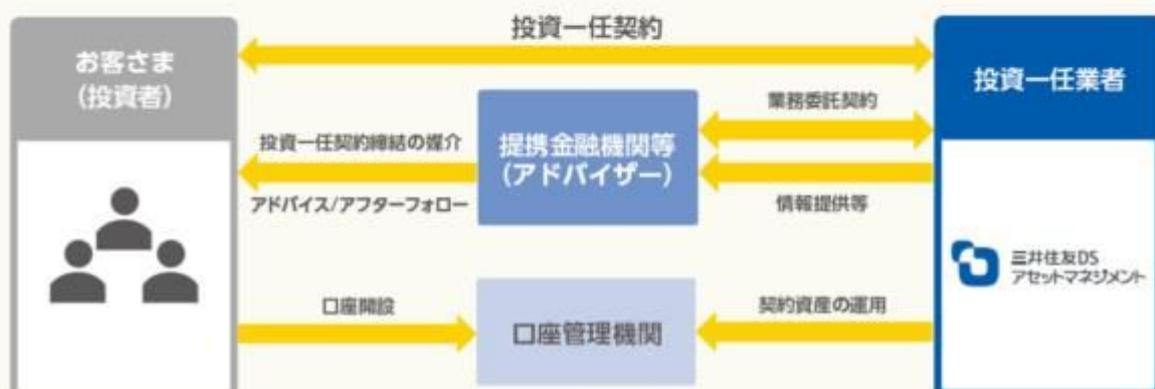 投資一任契約
お客さま
(投資者)
投資一任業者
業務委託契約
投資一任契約締結の媒介
提携金融機関等
(アドバイザー)
アドバイス/アフターフォロー
情報提供等
三井住友DS
アセットマネジメント
口座開設
口座管理機関
契約資産の運用